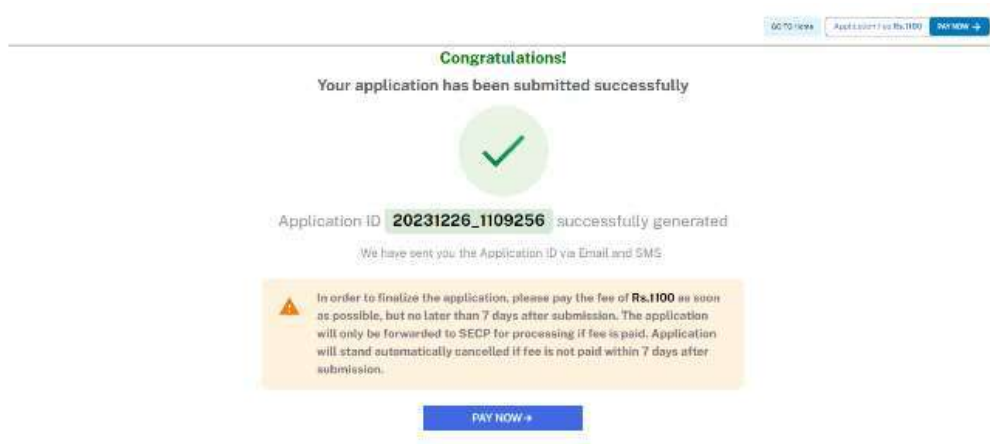 GO TO Home
Application Fee Rs.1100
PAY NOW →
Congratulations!
Your application has been submitted successfully
Application ID 20231226_1109256 successfully generated
We have sent you the Application ID via Email and SMS
In order to finalize the application, please pay the fee of Rs.1100 as soon
as possible, but no later than 7 days after submission. The application
will only be forwarded to SECP for processing if fee is paid. Application
will stand automatically cancelled if fee is not paid within 7 days after
submission.
PAY NOW →